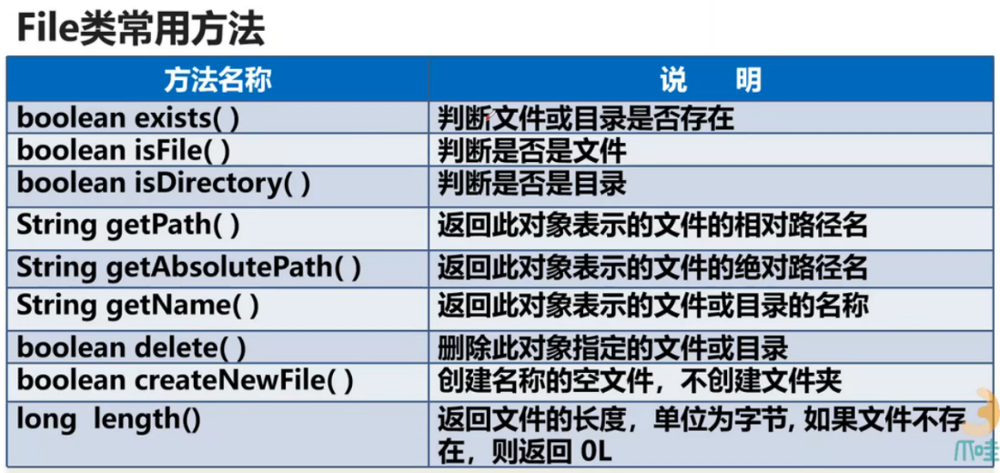 File类常用方法
方法名称 说 明
boolean exists( ) 判断文件或目录是否存在
boolean isFile( ) 判断是否是文件
boolean isDirectory( ) 判断是否是目录
String getPath( ) 返回此对象表示的文件的相对路径名
String getAbsolutePath( ) 返回此对象表示的文件的绝对路径名
String getName( ) 返回此对象表示的文件或目录的名称
boolean delete( ) 删除此对象指定的文件或目录
boolean createNewFile( ) 创建名称的空文件，不创建文件夹
long length() 返回文件的长度，单位为字节, 如果文件不存
在，则返回 0L
爪哇